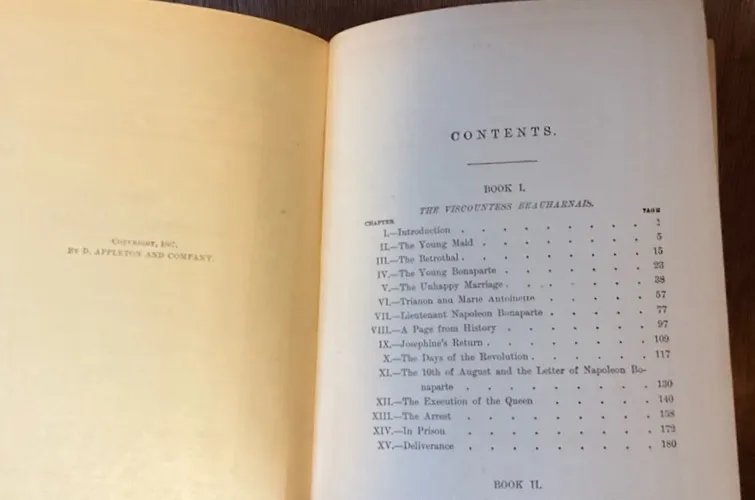 COPYRIGHT, 1867,
BY D. APPLETON AND COMPANY.
CONTENTS.
BOOK I.
THE VISCOUNTESS BEAUHARNAIS.
CHAPTER PAGE
I.—Introduction . . . . . . . . 1
II.—The Young Maid . . . . . . . 5
III.—The Betrothal . . . . . . . . 15
IV.—The Young Bonaparte . . . . . . 23
V.—The Unhappy Marriage . . . . . . 38
VI.—Trianon and Marie Antoinette . . . . . 57
VII.—Lieutenant Napoleon Bonaparte . . . . . 77
VIII.—A Page from History . . . . . . 97
IX.—Josephine's Return . . . . . . . 109
X.—The Days of the Revolution . . . . . 117
XI.—The 10th of August and the Letter of Napoleon Bo-
naparte . . . . . . . . 130
XII.—The Execution of the Queen . . . . . 140
XIII.—The Arrest . . . . . . . . 158
XIV.—In Prison . . . . . . . . 172
XV.—Deliverance . . . . . . . . 180
BOOK II.